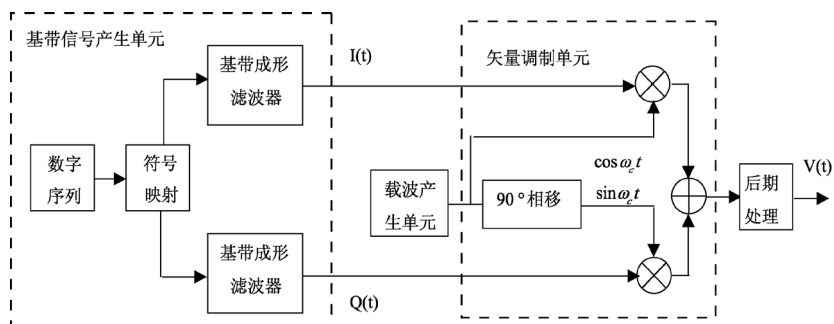 基带信号产生单元
基带成形
滤波器
I(t)
矢量调制单元
数字
序列
符号
映射
载波产
生单元
90°相移
cosω_c t
sinω_c t
后期
处理
V(t)
基带成形
滤波器
Q(t)